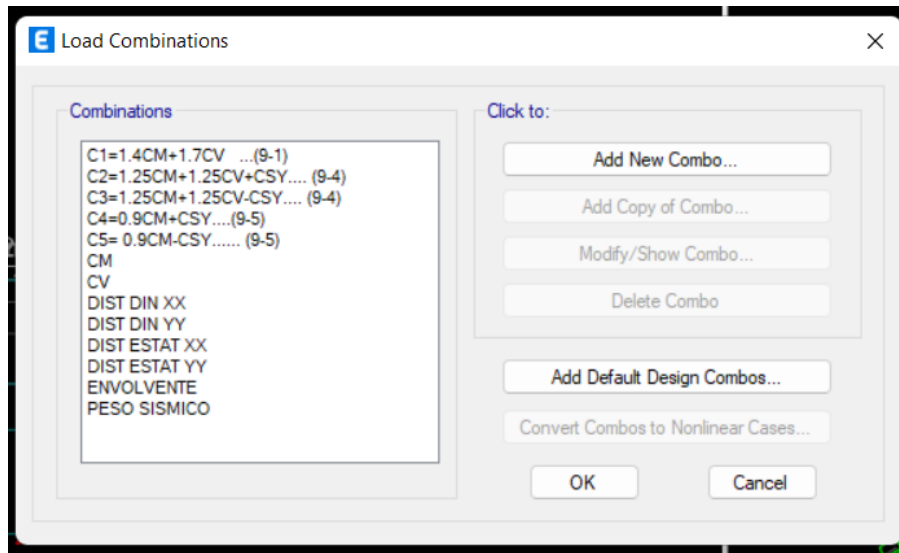 E Load Combinations
Combinations
C1=1.4CM+1.7CV ...(9-1)
C2=1.25CM+1.25CV+CSY.... (9-4)
C3=1.25CM+1.25CV-CSY.... (9-4)
C4=0.9CM+CSY....(9-5)
C5= 0.9CM-CSY...... (9-5)
CM
CV
DIST DIN XX
DIST DIN YY
DIST ESTAT XX
DIST ESTAT YY
ENVOLVENTE
PESO SISMICO
Click to:
Add New Combo...
Add Copy of Combo...
Modify/Show Combo...
Delete Combo
Add Default Design Combos...
Convert Combos to Nonlinear Cases...
OK
Cancel